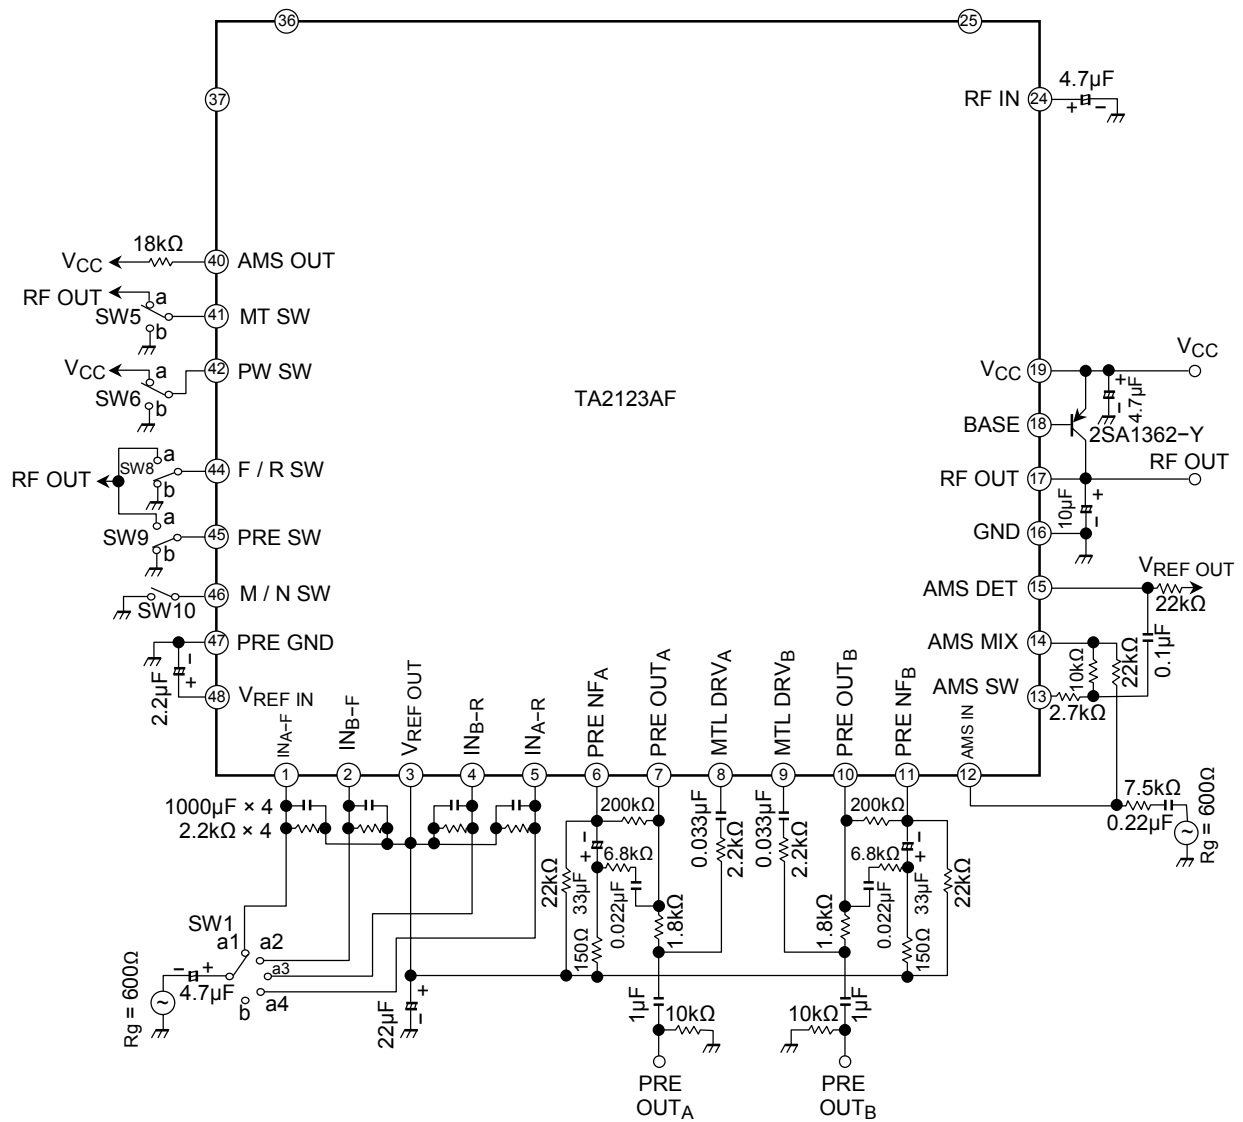 36
25
37
RF IN
24
4.7μF
+
−
18kΩ
VCC
40
AMS OUT
RF OUT
a
SW5
b
41
MT SW
VCC
a
SW6
b
42
PW SW
TA2123AF
VCC
19
VCC
+
−
4.7μF
BASE
18
2SA1362−Y
RF OUT
a
SW8
b
44
F / R SW
RF OUT
17
RF OUT
a
SW9
b
45
PRE SW
10μF
+
−
GND
16
SW10
46
M / N SW
AMS DET
15
VREF OUT
22kΩ
47
PRE GND
AMS MIX
14
10kΩ
22kΩ
0.1μF
2.2μF
−
+
48
VREF IN
AMS SW
13
2.7kΩ
INA−F
INB−F
VREF OUT
INB−R
INA−R
PRE NFA
PRE OUTA
MTL DRVA
MTL DRVB
PRE OUTB
PRE NFB
AMS IN
1
2
3
4
5
6
7
8
9
10
11
12
1000μF × 4
2.2kΩ × 4
200kΩ
0.033μF
2.2kΩ
0.033μF
2.2kΩ
200kΩ
7.5kΩ
0.22μF
Rg = 600Ω
22kΩ
33μF
−
+
6.8kΩ
0.022μF
150Ω
1.8kΩ
1.8kΩ
0.022μF
6.8kΩ
33μF
−
+
150Ω
22kΩ
SW1
a1
a2
a3
a4
b
−
+
4.7μF
Rg = 600Ω
22μF
+
−
1μF
10kΩ
10kΩ
1μF
PRE
OUTA
PRE
OUTB